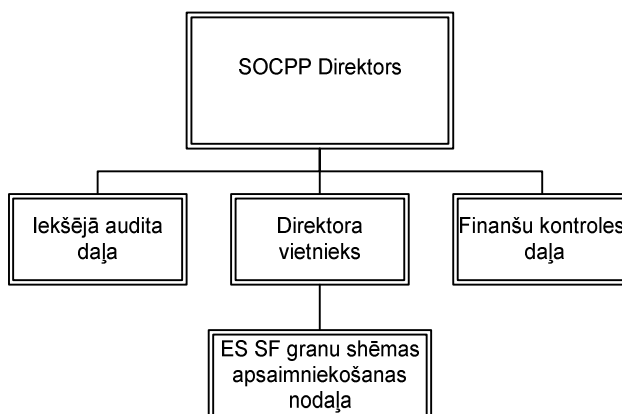 SOCPP Direktors
Iekšējā audita
daļa
Direktora
vietnieks
Finanšu kontroles
daļa
ES SF granu shēmas
apsaimniekošanas
nodaļa